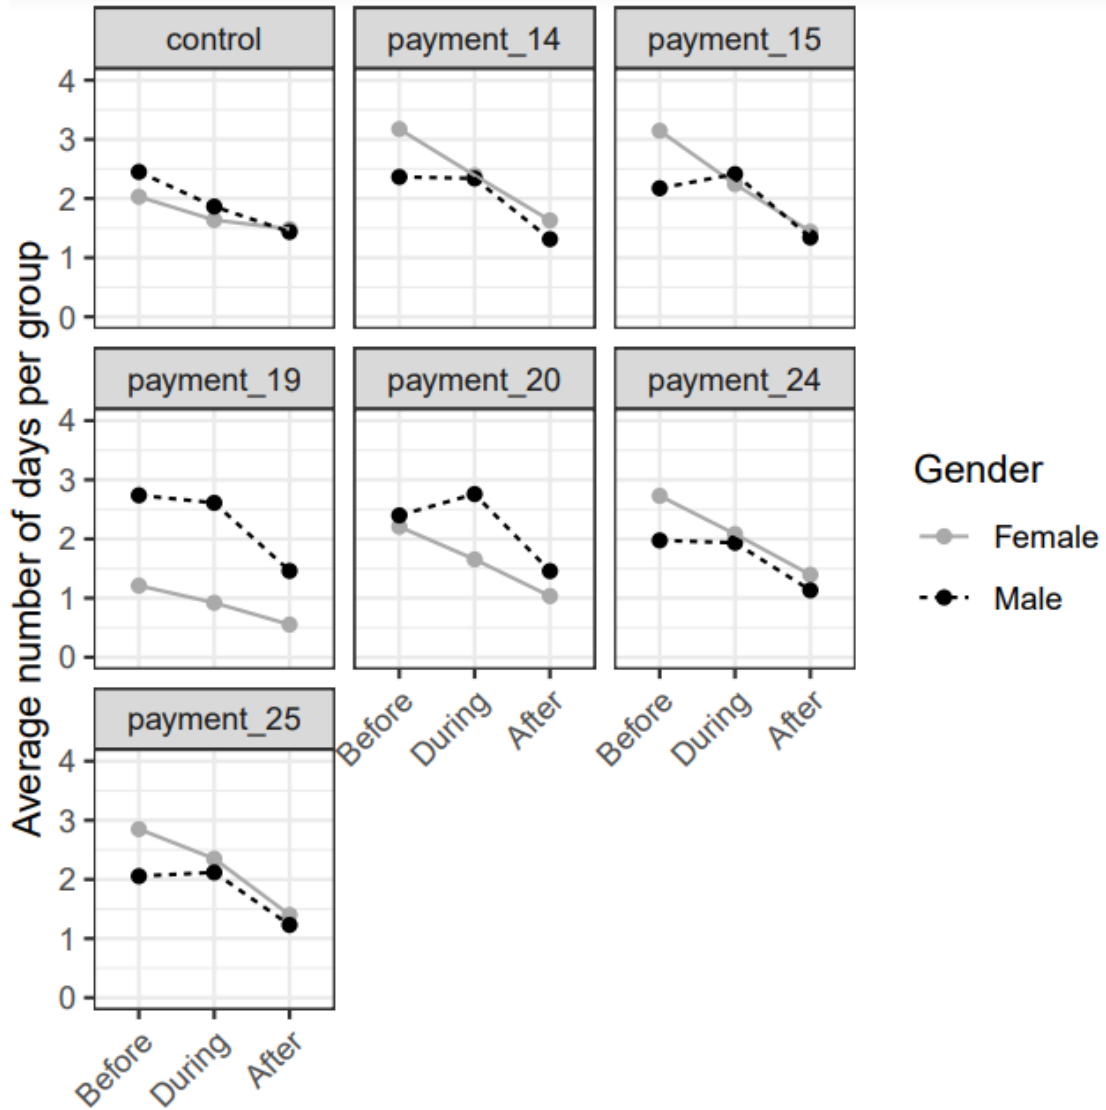 Average number of days per group
control
payment_14
payment_15
4
3
2
1
0
payment_19
payment_20
payment_24
4
3
2
1
0
Before
During
After
Before
During
After
payment_25
4
3
2
1
0
Before
During
After
Gender
Female
Male